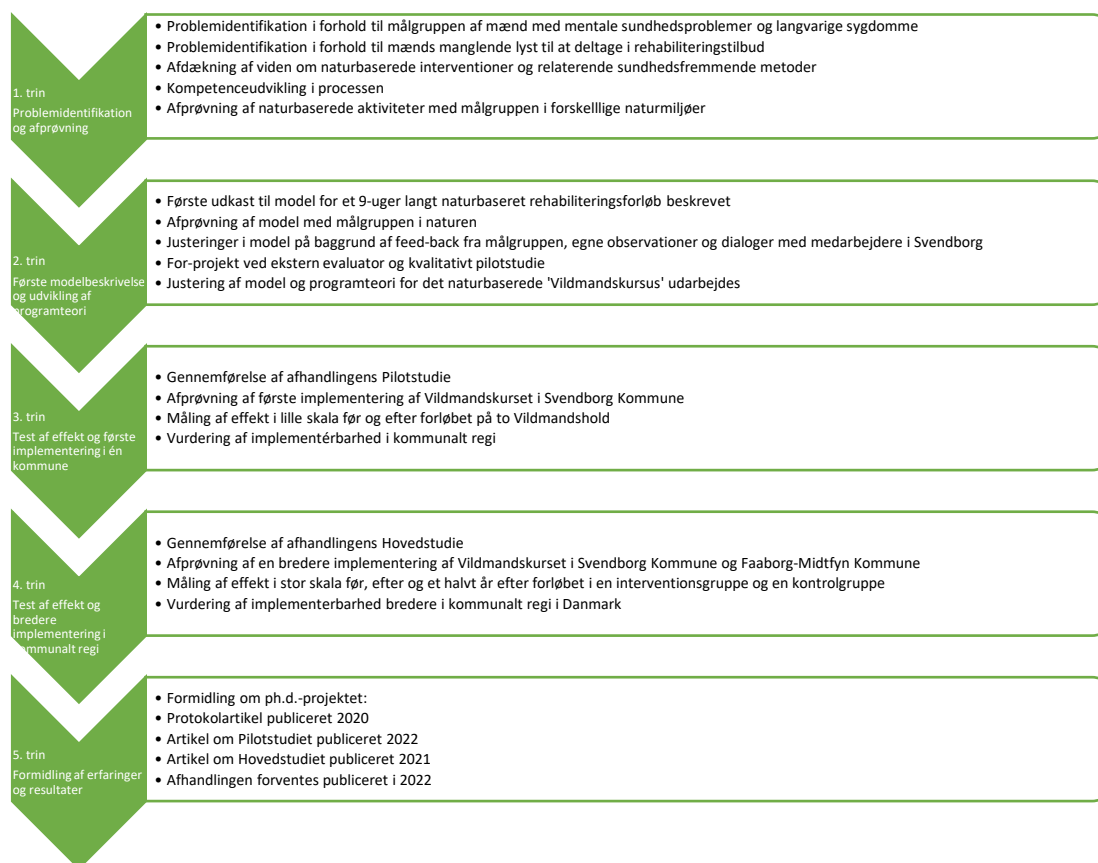 1. trin
Problemidentifikation
og afprøvning
• Problemidentifikation i forhold til målgruppen af mænd med mentale sundhedsproblemer og langvarige sygdomme
• Problemidentifikation i forhold til mænds manglende lyst til at deltage i rehabiliteringstilbud
• Afdækning af viden om naturbaserede interventioner og relaterende sundhedsfremmende metoder
• Kompetenceudvikling i processen
• Afprøvning af naturbaserede aktiviteter med målgruppen i forskelllige naturmiljøer
2. trin
Første modelbeskrivelse
og udvikling af
programteori
• Første udkast til model for et 9-uger langt naturbaseret rehabiliteringsforløb beskrevet
• Afprøvning af model med målgruppen i naturen
• Justeringer i model på baggrund af feed-back fra målgruppen, egne observationer og dialoger med medarbejdere i Svendborg
• For-projekt ved ekstern evaluator og kvalitativt pilotstudie
• Justering af model og programteori for det naturbaserede 'Vildmandskursus' udarbejdes
3. trin
Test af effekt og første
implementering i én
kommune
• Gennemførelse af afhandlingens Pilotstudie
• Afprøvning af første implementering af Vildmandskurset i Svendborg Kommune
• Måling af effekt i lille skala før og efter forløbet på to Vildmandshold
• Vurdering af implementérbarhed i kommunalt regi
4. trin
Test af effekt og
bredere
implementering i
kommunalt regi
• Gennemførelse af afhandlingens Hovedstudie
• Afprøvning af en bredere implementering af Vildmandskurset i Svendborg Kommune og Faaborg-Midtfyn Kommune
• Måling af effekt i stor skala før, efter og et halvt år efter forløbet i en interventionsgruppe og en kontrolgruppe
• Vurdering af implementerbarhed bredere i kommunalt regi i Danmark
5. trin
Formidling af erfaringer
og resultater
• Formidling om ph.d.-projektet:
• Protokolartikel publiceret 2020
• Artikel om Pilotstudiet publiceret 2022
• Artikel om Hovedstudiet publiceret 2021
• Afhandlingen forventes publiceret i 2022